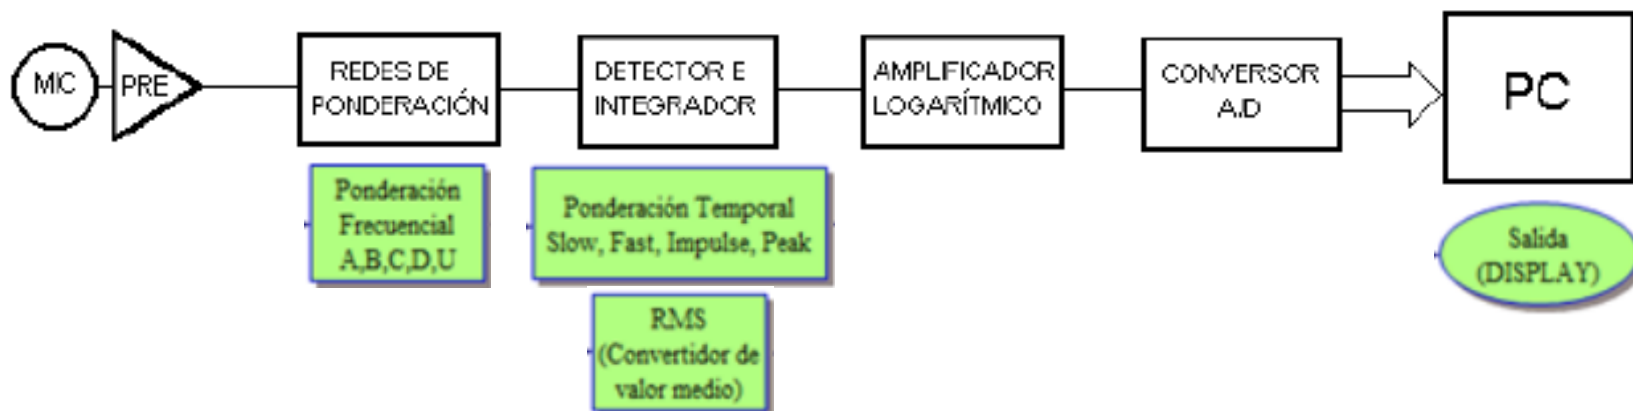 MIC
PRE
REDES DE
PONDERACIÓN
DETECTOR E
INTEGRADOR
AMPLIFICADOR
LOGARÍTMICO
CONVERSOR
A.D
PC
Ponderación
Frecuencial
A,B,C,D,U
Ponderación Temporal
Slow, Fast, Impulse, Peak
RMS
(Convertidor de
valor medio)
Salida
(DISPLAY)